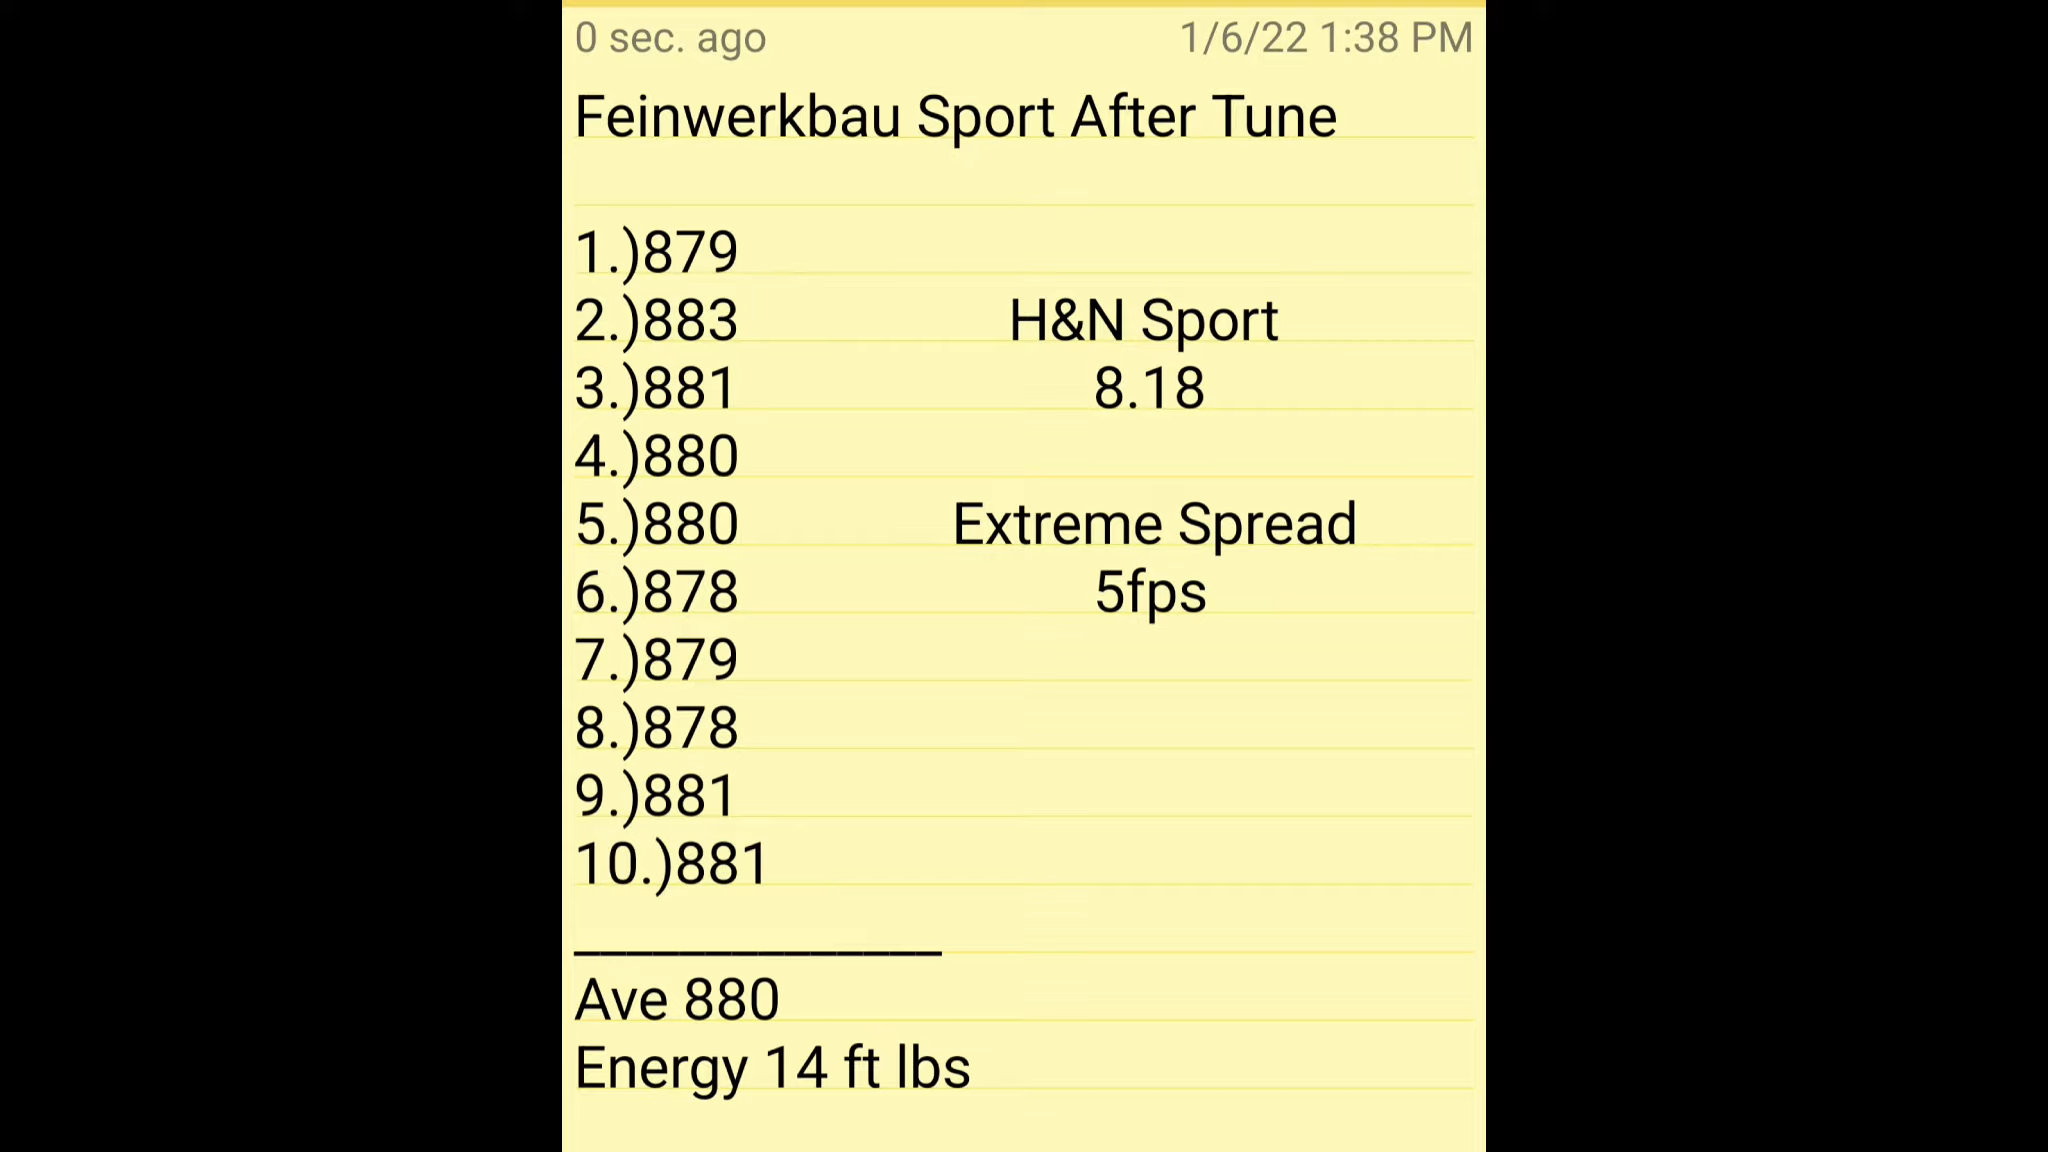 0 sec. ago 1/6/22 1:38 PM
Feinwerkbau Sport After Tune
1.)879
2.)883 H&N Sport
3.)881 8.18
4.)880
5.)880 Extreme Spread
6.)878 5fps
7.)879
8.)878
9.)881
10.)881
______________
Ave 880
Energy 14 ft lbs